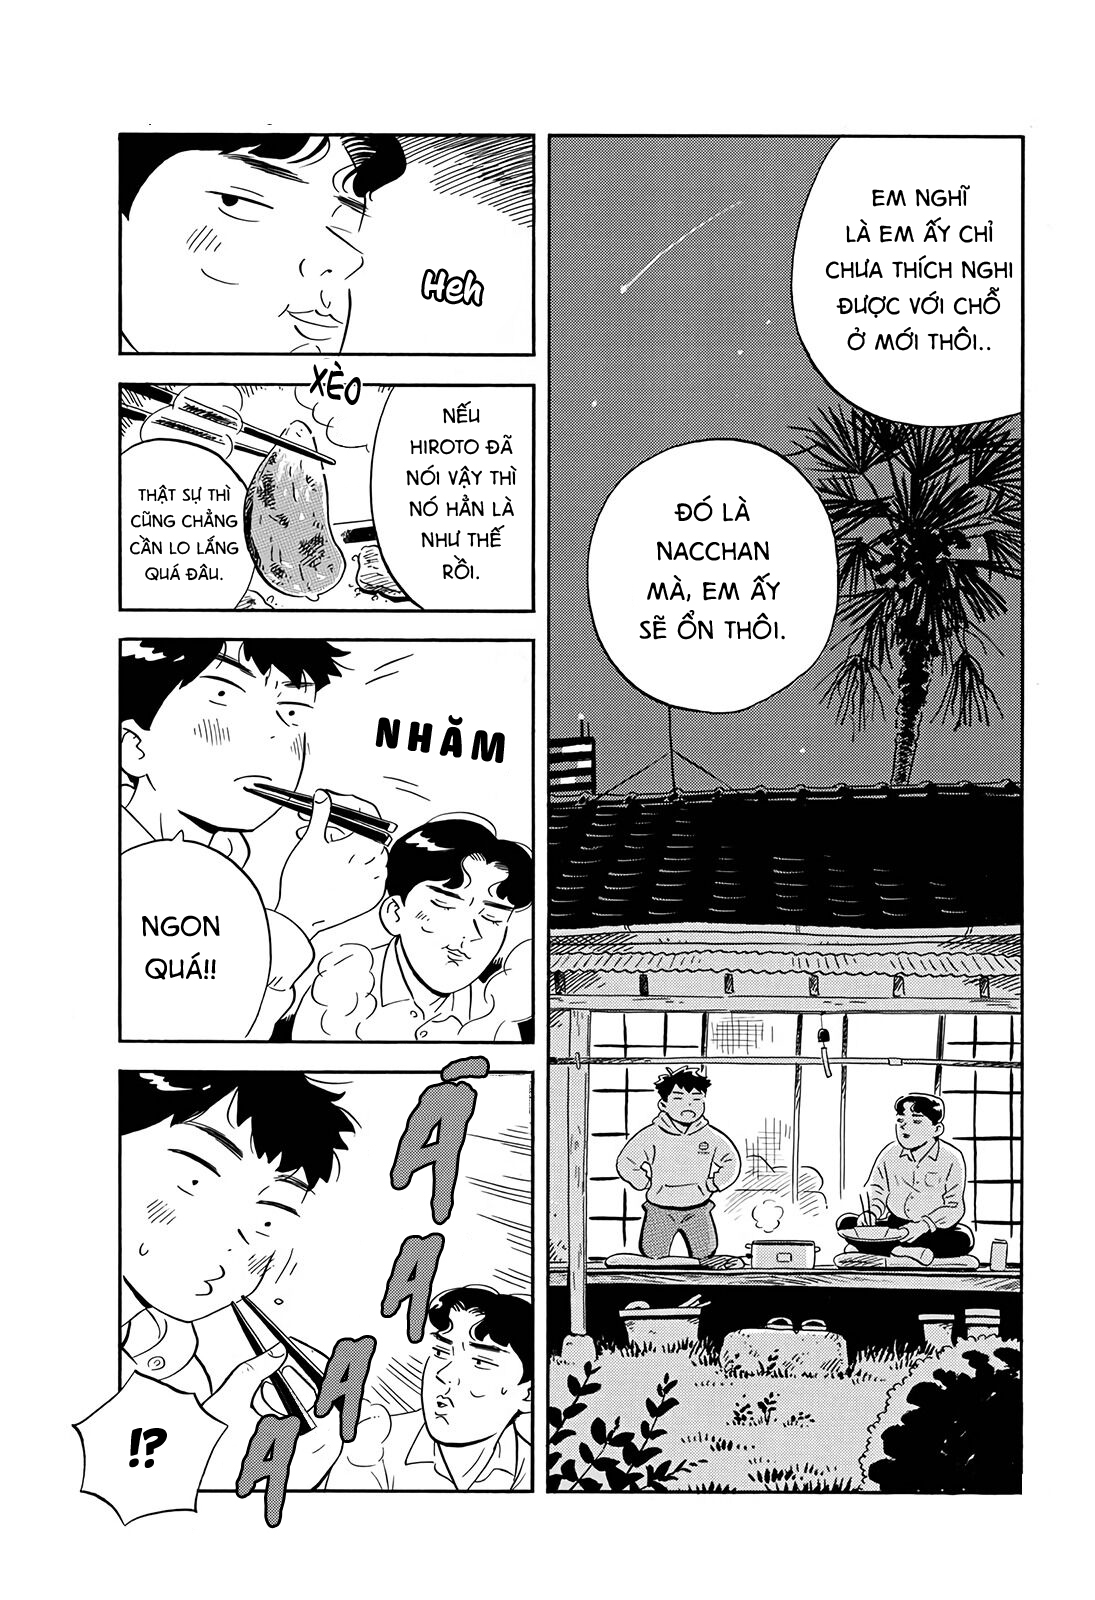 EM NGHĨ
LÀ EM ẤY CHỈ
CHƯA THÍCH NGHI
ĐƯỢC VỚI CHỖ
Ở MỚI THÔI..
ĐÓ LÀ
NACCHAN
MÀ, EM ẤY
SẼ ỔN THÔI.
Heh
XÈO
NẾU
HIROTO ĐÃ
NÓI VẬY THÌ
NÓ HẲN LÀ
NHƯ THẾ
RỒI.
THẬT SỰ THÌ
CŨNG CHẲNG
CẦN LO LẮNG
QUÁ ĐÂU.
NHĂM
NGON
QUÁ!!
Á A A A A A
!?